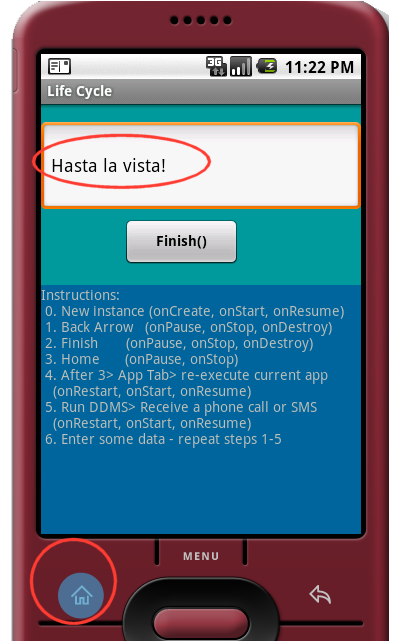 3G 11:22 PM
Life Cycle
Hasta la vista!
Finish()
Instructions:
0. New instance (onCreate, onStart, onResume)
1. Back Arrow (onPause, onStop, onDestroy)
2. Finish (onPause, onStop, onDestroy)
3. Home (onPause, onStop)
4. After 3> App Tab> re-execute current app
(onRestart, onStart, onResume)
5. Run DDMS> Receive a phone call or SMS
(onRestart, onStart, onResume)
6. Enter some data - repeat steps 1-5
MENU